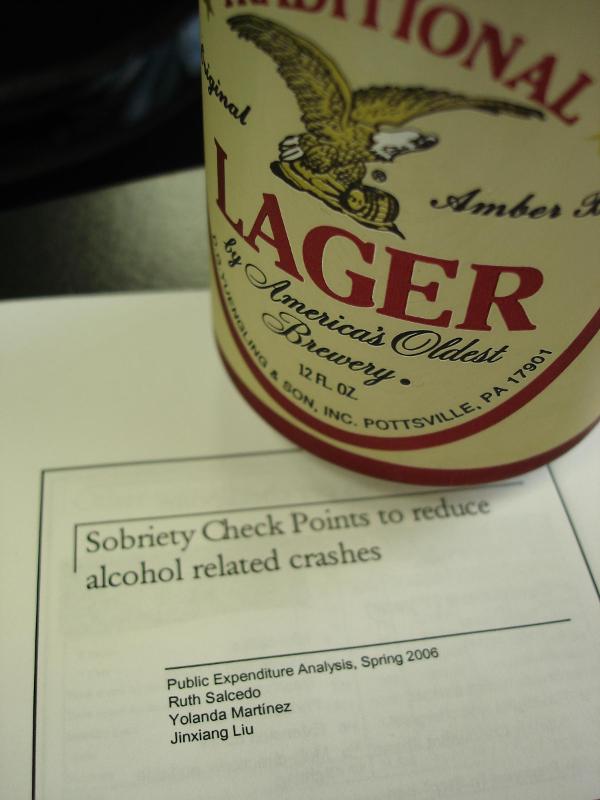 TRADITIONAL
Original
Amber B
LAGER
by America's Oldest
Brewery •
12 FL. OZ.
D.G. YUENGLING & SON, INC. POTTSVILLE, PA 17901
Sobriety Check Points to reduce
alcohol related crashes
Public Expenditure Analysis, Spring 2006
Ruth Salcedo
Yolanda Martínez
Jinxiang Liu